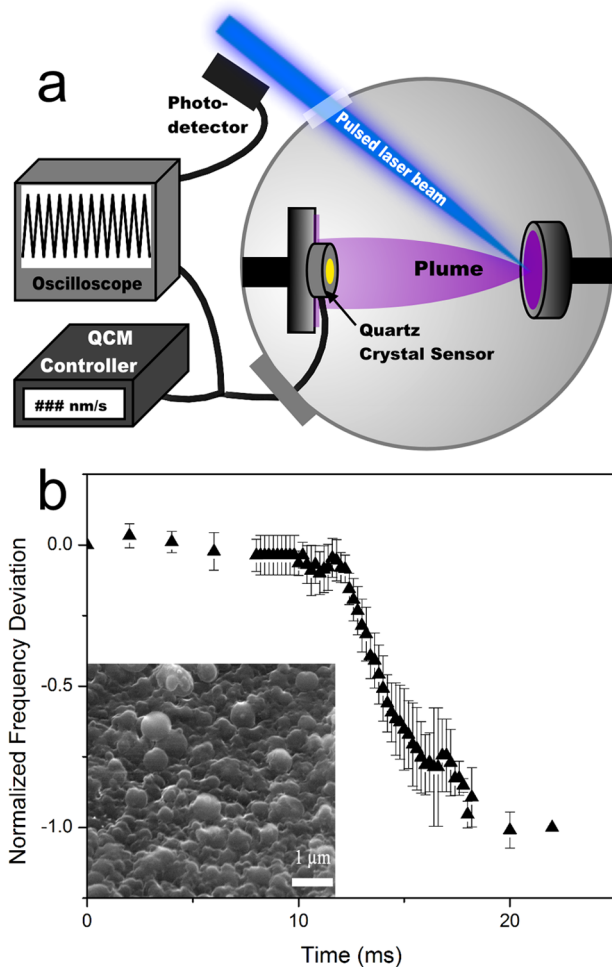 a
Photo-
detector
Pulsed laser beam
Oscilloscope
Plume
Quartz
Crystal Sensor
QCM
Controller
### nm/s
b
Normalized Frequency Deviation
0.0
-0.5
-1.0
1 µm
0
10
20
Time (ms)